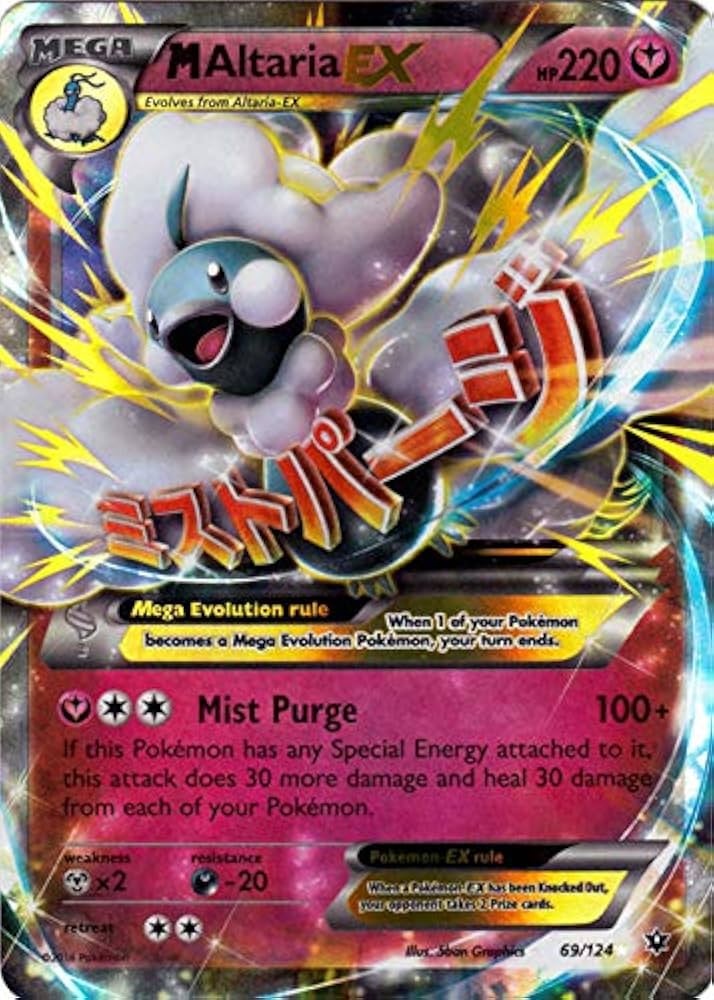 MEGA
MAltariaEX
HP220
Evolves from Altaria-EX
ミストパージ
Mega Evolution rule
When 1 of your Pokémon
becomes a Mega Evolution Pokémon, your turn ends.
Mist Purge 100+
If this Pokémon has any Special Energy attached to it,
this attack does 30 more damage and heal 30 damage
from each of your Pokémon.
weakness resistance
×2 -20
Pokémon-EX rule
When a Pokémon-EX has been Knocked Out,
your opponent takes 2 Prize cards.
retreat
©2016 Pokémon
Illus. 5ban Graphics 69/124